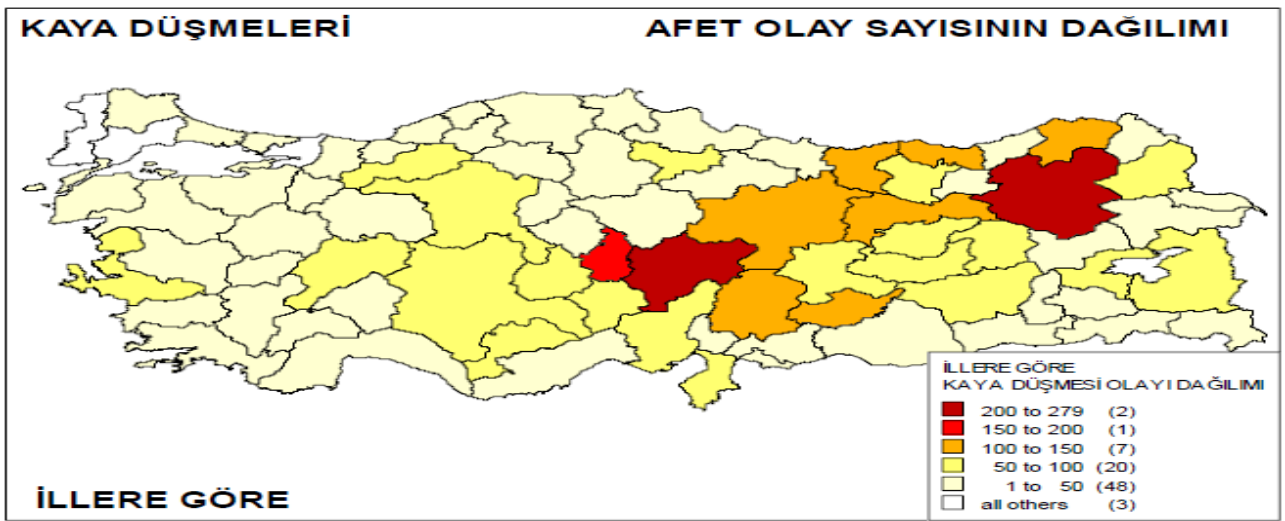 KAYA DÜŞMELERİ AFET OLAY SAYISININ DAĞILIMI
İLLERE GÖRE
KAYA DÜŞMESİ OLAYI DAĞILIMI
200 to 279 (2)
150 to 200 (1)
100 to 150 (7)
50 to 100 (20)
1 to 50 (48)
all others (3)
İLLERE GÖRE